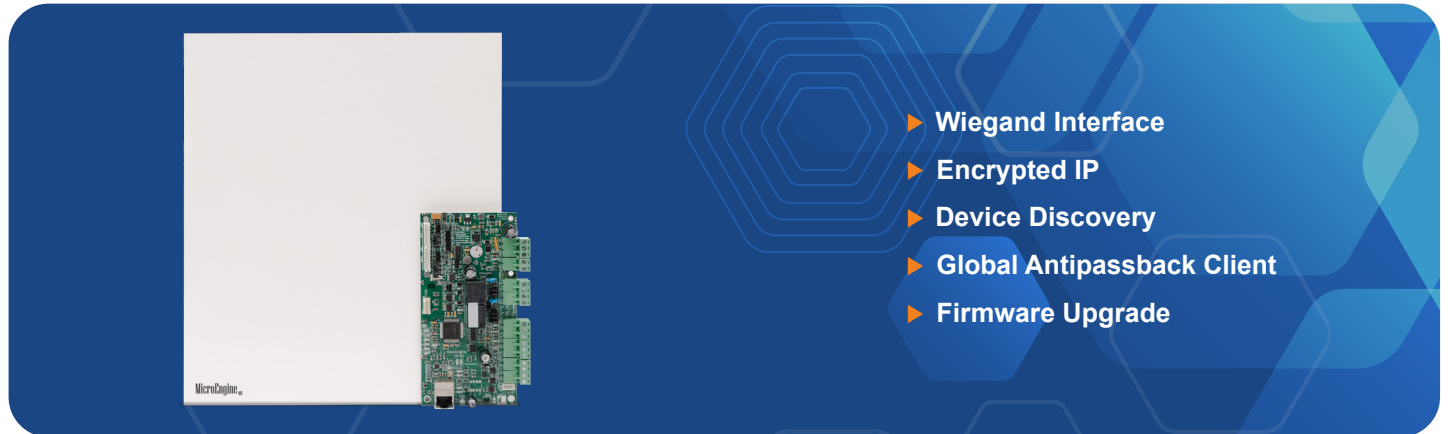 MicroEngine®
Wiegand Interface
Encrypted IP
Device Discovery
Global Antipassback Client
Firmware Upgrade